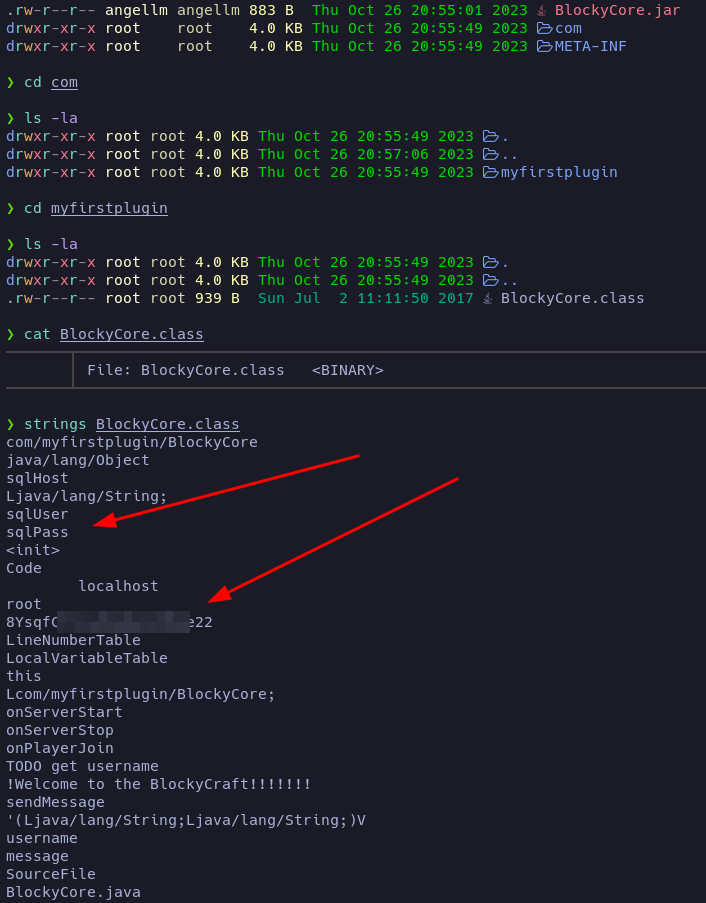 .rw-r--r-- angellm angellm 883 B Thu Oct 26 20:55:01 2023 BlockyCore.jar
drwxr-xr-x root root 4.0 KB Thu Oct 26 20:55:49 2023 com
drwxr-xr-x root root 4.0 KB Thu Oct 26 20:55:49 2023 META-INF
❯ cd com
❯ ls -la
drwxr-xr-x root root 4.0 KB Thu Oct 26 20:55:49 2023 .
drwxr-xr-x root root 4.0 KB Thu Oct 26 20:57:06 2023 ..
drwxr-xr-x root root 4.0 KB Thu Oct 26 20:55:49 2023 myfirstplugin
❯ cd myfirstplugin
❯ ls -la
drwxr-xr-x root root 4.0 KB Thu Oct 26 20:55:49 2023 .
drwxr-xr-x root root 4.0 KB Thu Oct 26 20:55:49 2023 ..
.rw-r--r-- root root 939 B Sun Jul 2 11:11:50 2017 BlockyCore.class
❯ cat BlockyCore.class
File: BlockyCore.class <BINARY>
❯ strings BlockyCore.class
com/myfirstplugin/BlockyCore
java/lang/Object
sqlHost
Ljava/lang/String;
sqlUser
sqlPass
<init>
Code
localhost
root
8Ysqf e22
LineNumberTable
LocalVariableTable
this
Lcom/myfirstplugin/BlockyCore;
onServerStart
onServerStop
onPlayerJoin
TODO get username
!Welcome to the BlockyCraft!!!!!!!
sendMessage
'(Ljava/lang/String;Ljava/lang/String;)V
username
message
SourceFile
BlockyCore.java